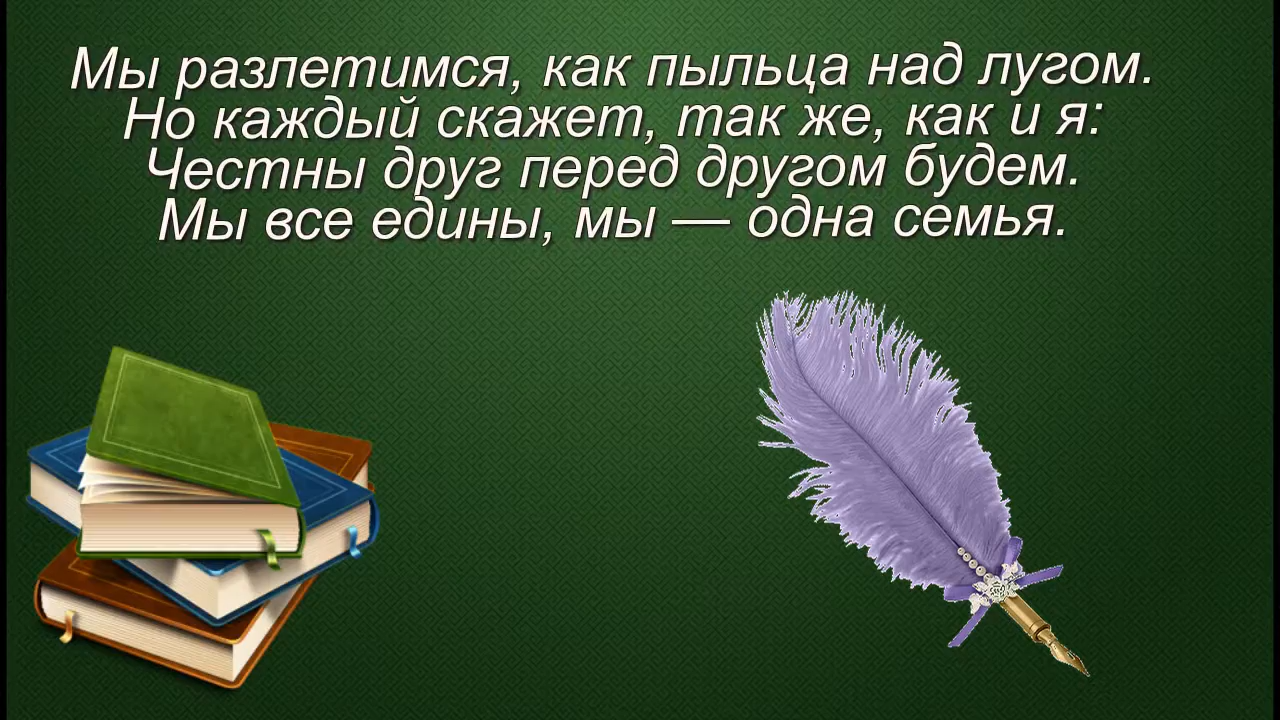 Мы разлетимся, как пыльца над лугом.
Но каждый скажет, так же, как и я:
Честны друг перед другом будем.
Мы все едины, мы — одна семья.